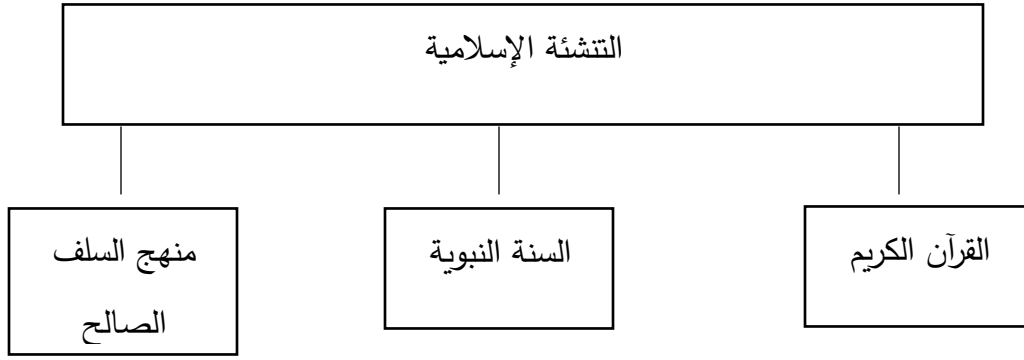 التنشئة الإسلامية
القرآن الكريم
السنة النبوية
منهج السلف
الصالح